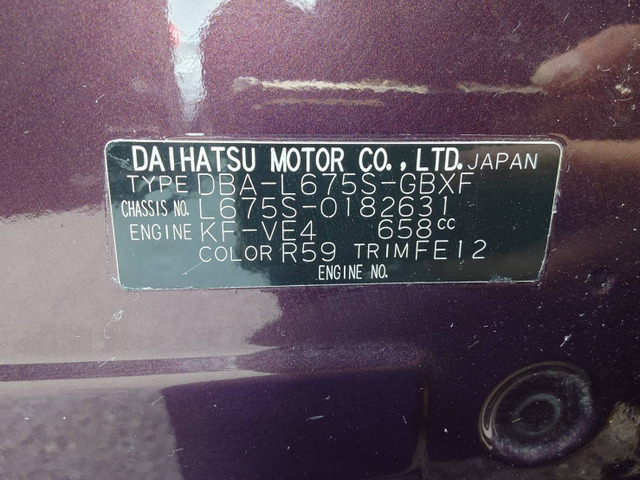 DAIHATSU MOTOR CO., LTD. JAPAN
TYPE DBA-L675S-GBXF
CHASSIS NO. L675S-0182631
ENGINE KF-VE4 658cc
COLOR R59 TRIM FE12
ENGINE NO.